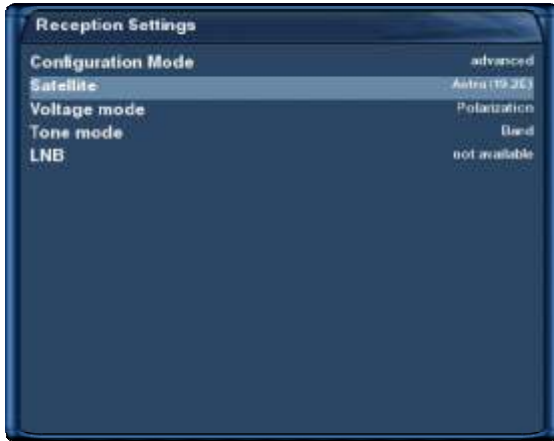 Reception Settings
Configuration Mode advanced
Satellite Astra (19.2E)
Voltage mode Polarization
Tone mode Band
LNB not available